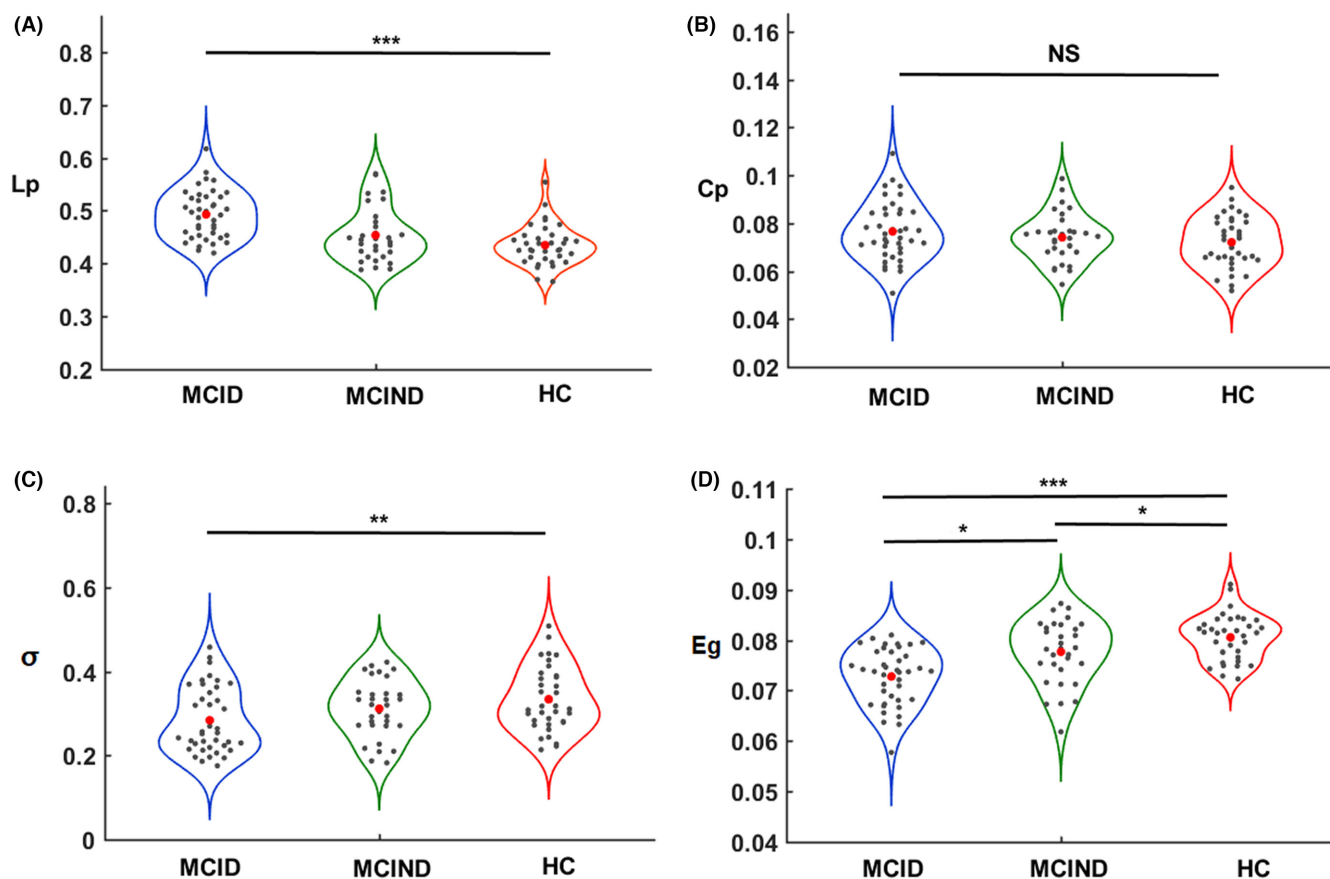 (A)
***
0.8
0.7
0.6
Lp
0.5
0.4
0.3
0.2
MCID MCIND HC
(B)
0.16
NS
0.14
0.12
0.1
Cp
0.08
0.06
0.04
0.02
MCID MCIND HC
(C)
0.8
**
0.6
0.4
σ
0.2
0
MCID MCIND HC
(D)
0.11
***
* *
0.1
0.09
0.08
Eg
0.07
0.06
0.05
0.04
MCID MCIND HC